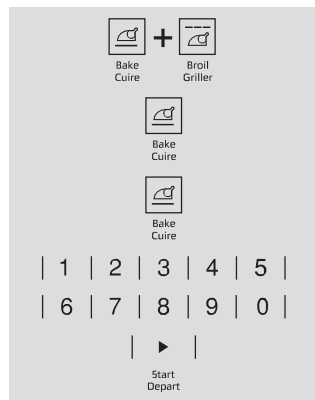 +
Bake Broil
Cuire Griller
Bake
Cuire
Bake
Cuire
| 1 | 2 | 3 | 4 | 5 |
| 6 | 7 | 8 | 9 | 0 |
Start
Depart